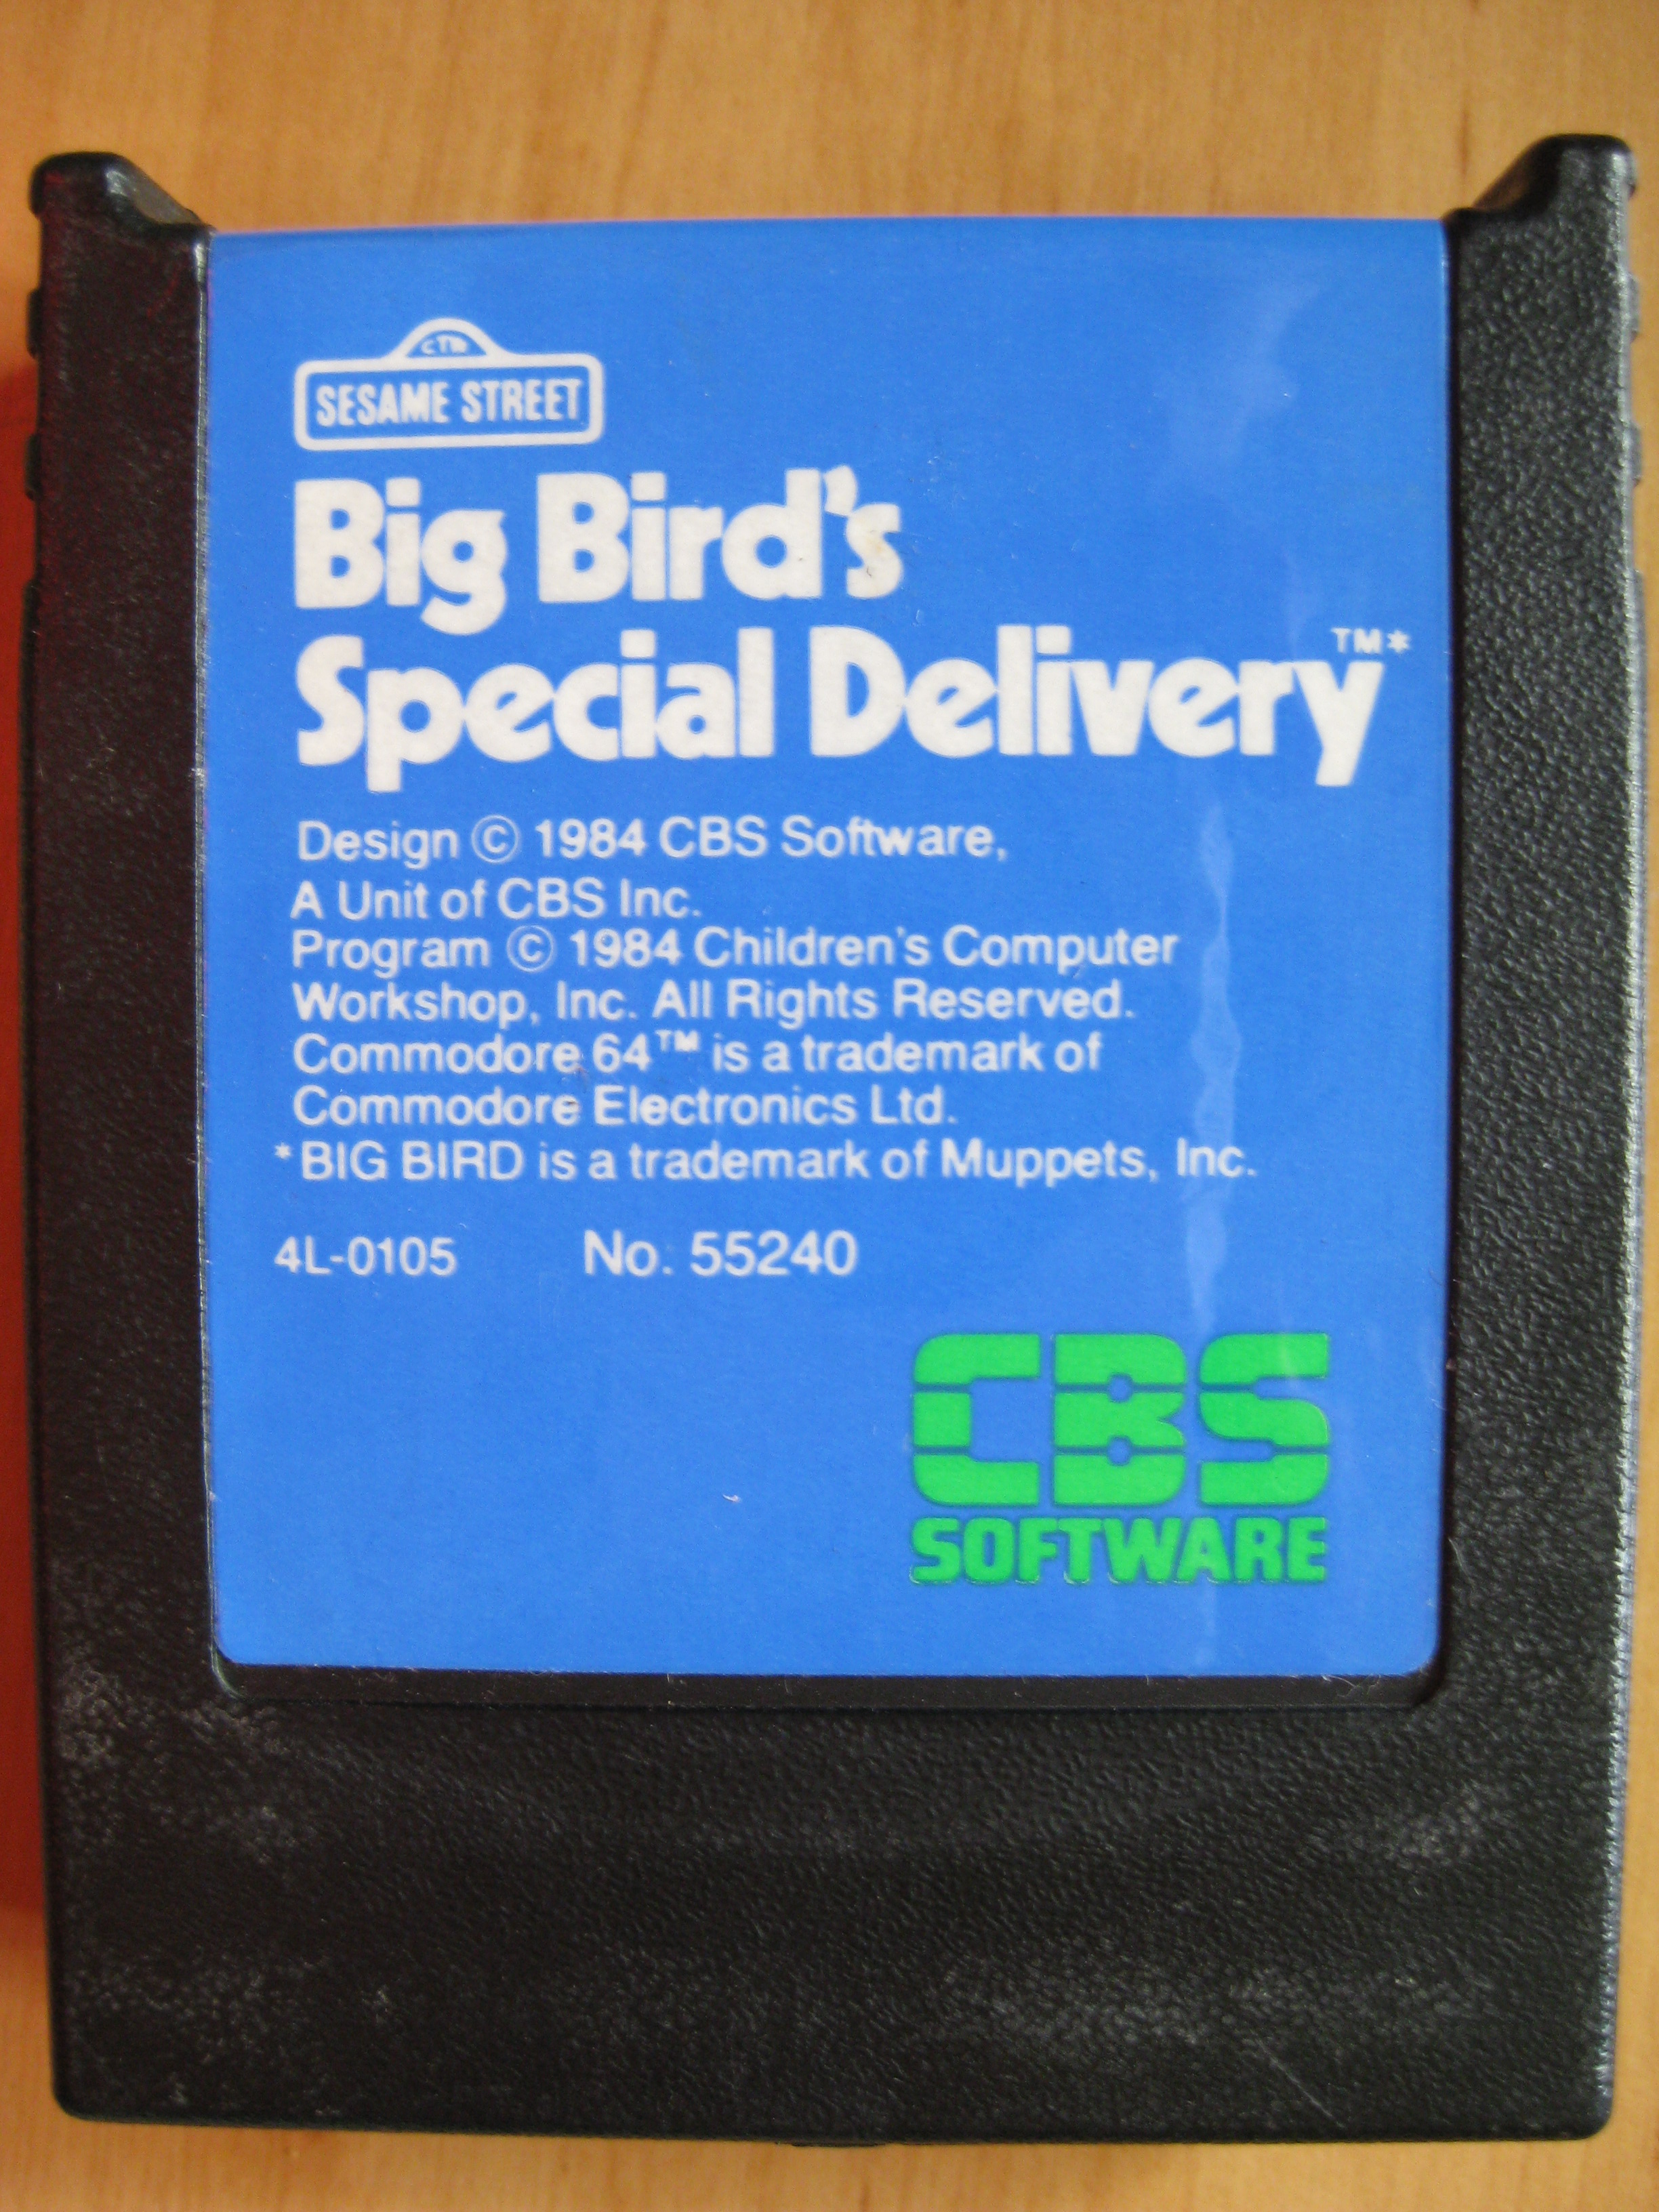 CTW
SESAME STREET
Big Bird's
Special Delivery™*
Design © 1984 CBS Software,
A Unit of CBS Inc.
Program © 1984 Children's Computer
Workshop, Inc. All Rights Reserved.
Commodore 64™ is a trademark of
Commodore Electronics Ltd.
*BIG BIRD is a trademark of Muppets, Inc.
4L-0105 No. 55240
CBS
SOFTWARE